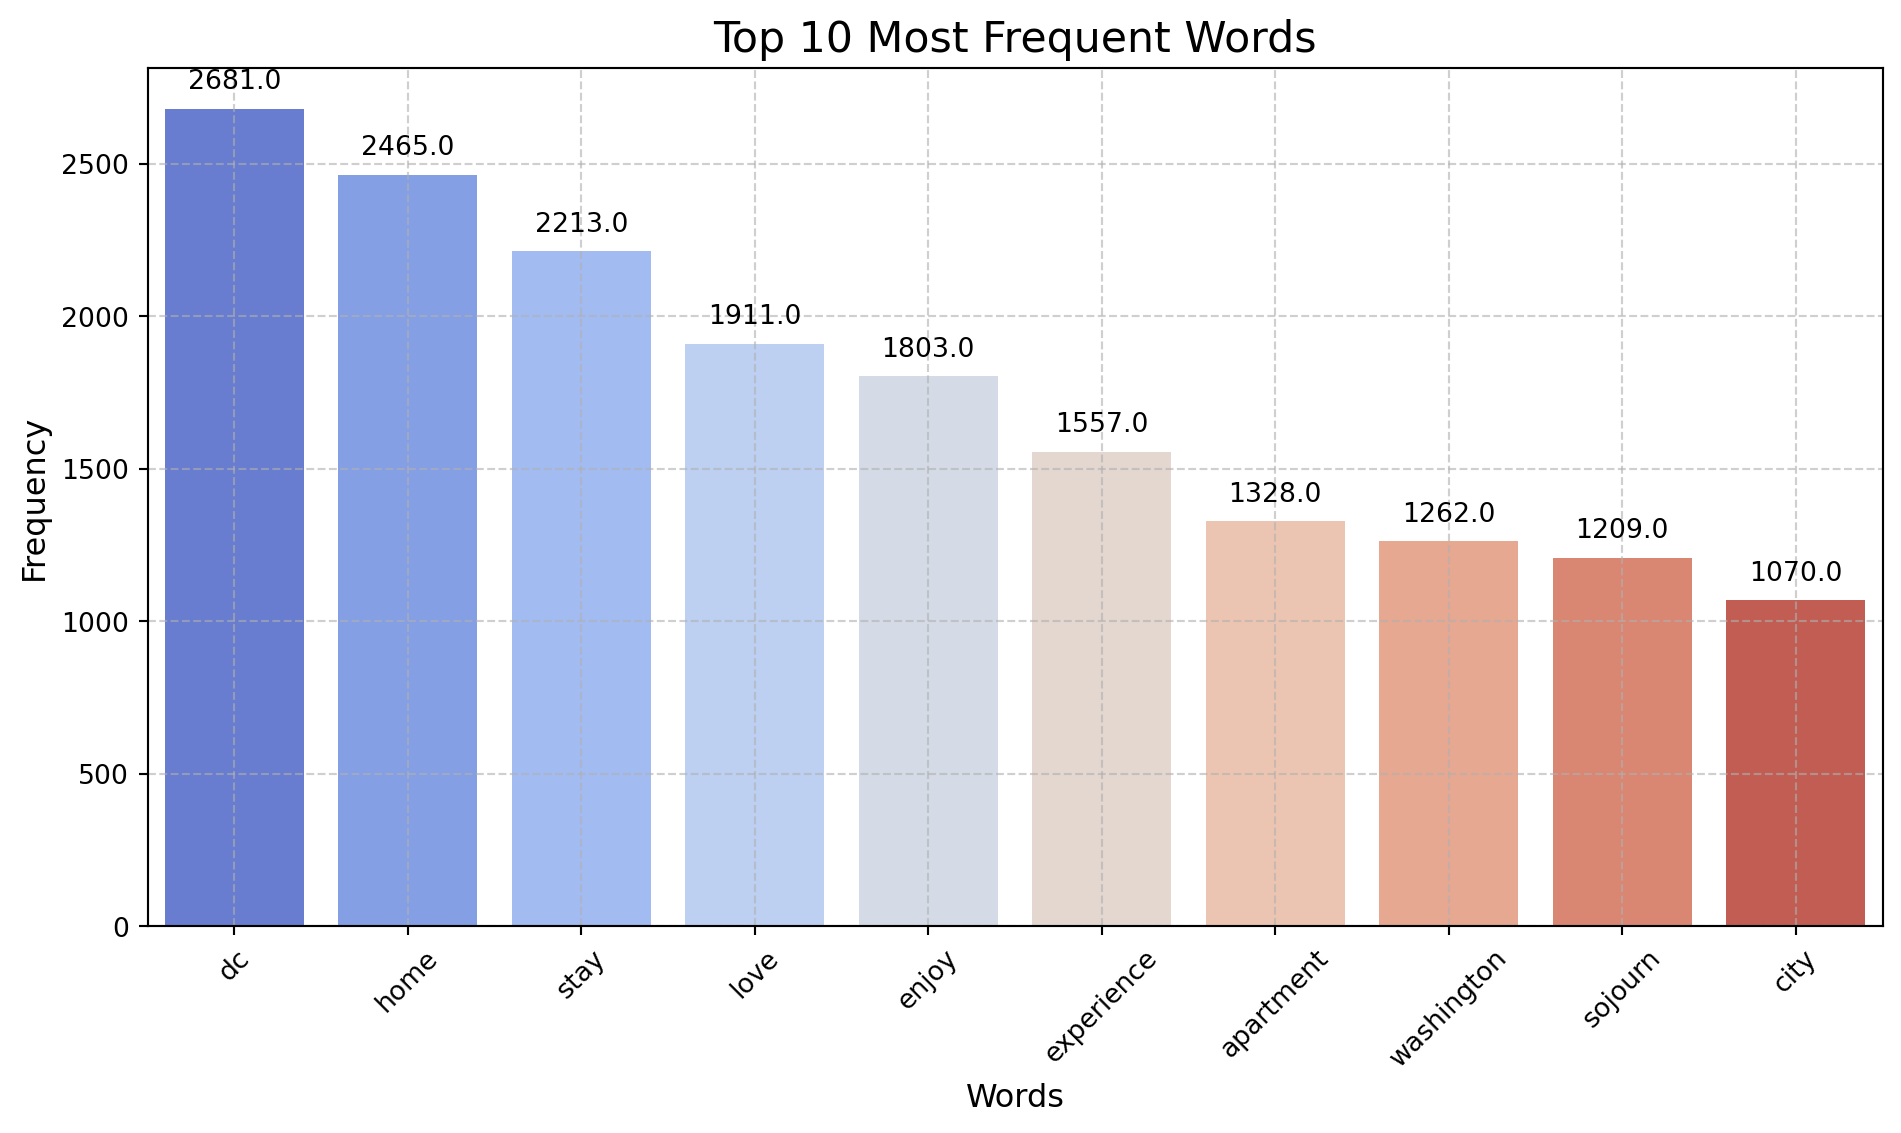 Top 10 Most Frequent Words
2681.0
2465.0
2213.0
1911.0
1803.0
1557.0
1328.0
1262.0
1209.0
1070.0
Frequency
2500
2000
1500
1000
500
0
dc
home
stay
love
enjoy
experience
apartment
washington
sojourn
city
Words